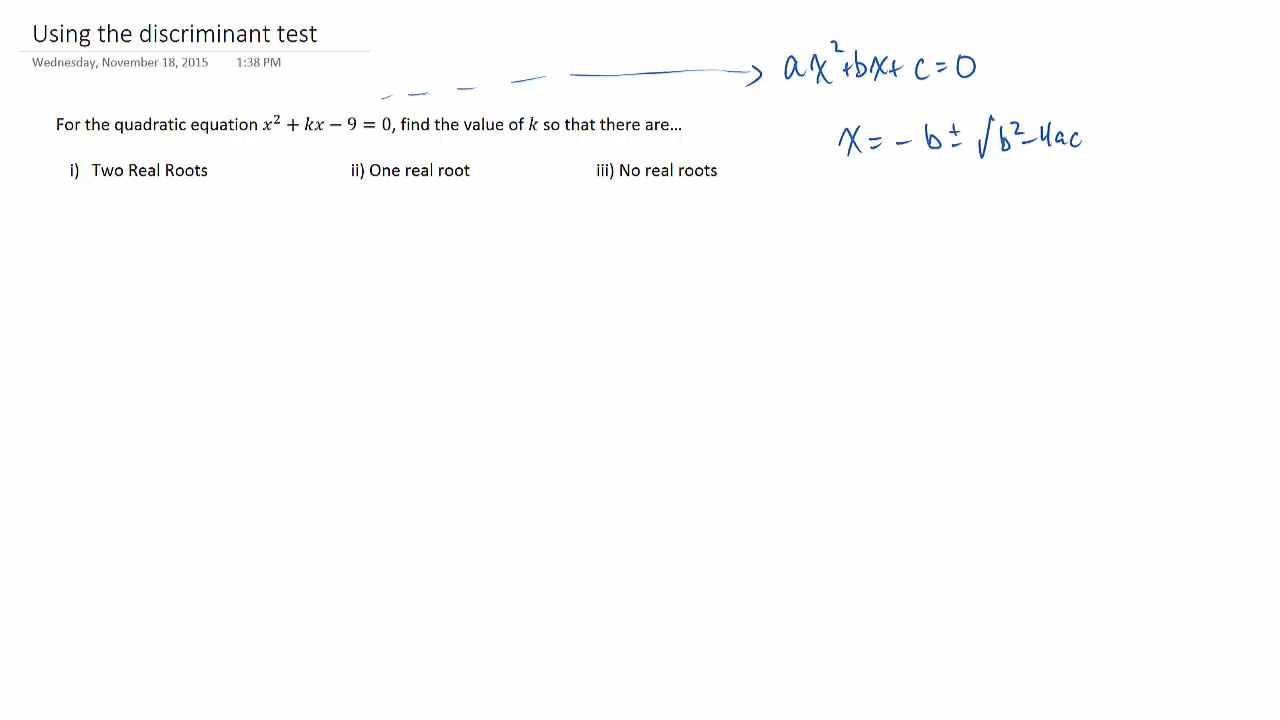 Using the discriminant test
Wednesday, November 18, 2015 1:38 PM
ax²+bx+c=0
For the quadratic equation 𝑥² + 𝑘𝑥 − 9 = 0, find the value of 𝑘 so that there are...
x = -b ± √b²-4ac
i) Two Real Roots ii) One real root iii) No real roots